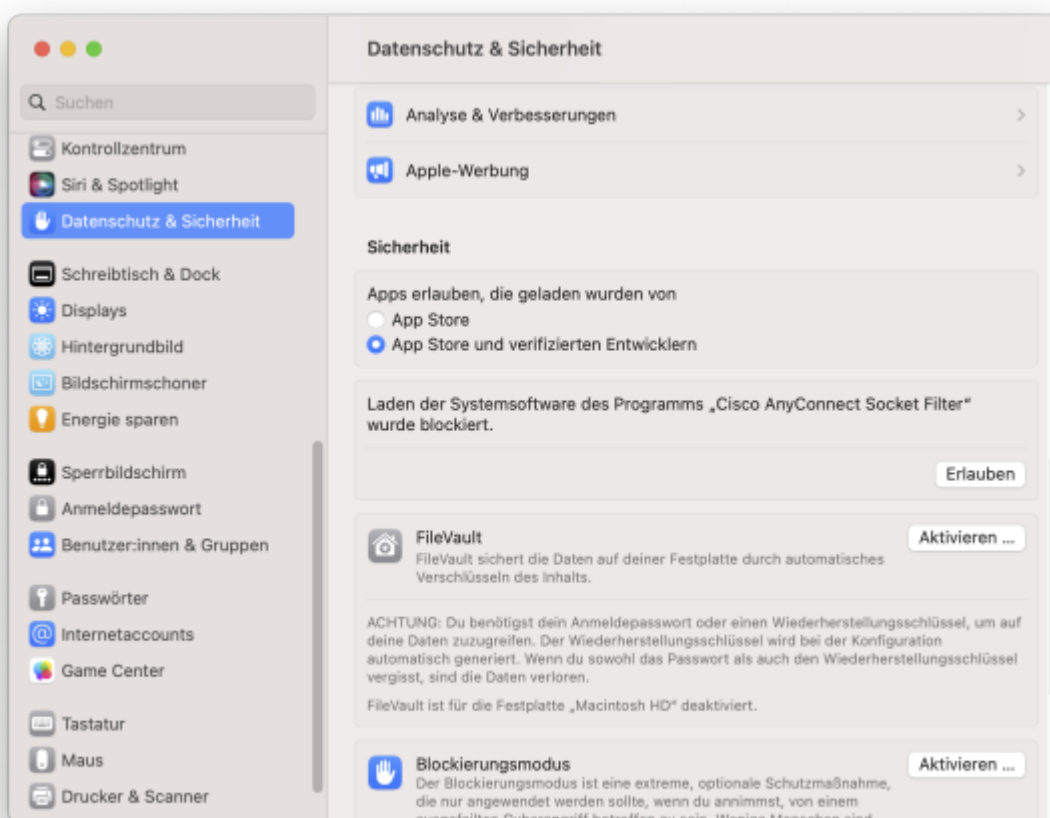 Datenschutz & Sicherheit
Suchen
Kontrollzentrum
Siri & Spotlight
Datenschutz & Sicherheit
Schreibtisch & Dock
Displays
Hintergrundbild
Bildschirmschoner
Energie sparen
Sperrbildschirm
Anmeldepasswort
Benutzer:innen & Gruppen
Passwörter
Internetaccounts
Game Center
Tastatur
Maus
Drucker & Scanner
Analyse & Verbesserungen
Apple-Werbung
Sicherheit
Apps erlauben, die geladen wurden von
App Store
App Store und verifizierten Entwicklern
Laden der Systemsoftware des Programms „Cisco AnyConnect Socket Filter“
wurde blockiert.
Erlauben
FileVault
Aktivieren ...
FileVault sichert die Daten auf deiner Festplatte durch automatisches
Verschlüsseln des Inhalts.
ACHTUNG: Du benötigst dein Anmeldepasswort oder einen Wiederherstellungsschlüssel, um auf
deine Daten zuzugreifen. Der Wiederherstellungsschlüssel wird bei der Konfiguration
automatisch generiert. Wenn du sowohl das Passwort als auch den Wiederherstellungsschlüssel
vergisst, sind die Daten verloren.
FileVault ist für die Festplatte „Macintosh HD“ deaktiviert.
Blockierungsmodus
Aktivieren ...
Der Blockierungsmodus ist eine extreme, optionale Schutzmaßnahme,
die nur angewendet werden sollte, wenn du annimmst, von einem